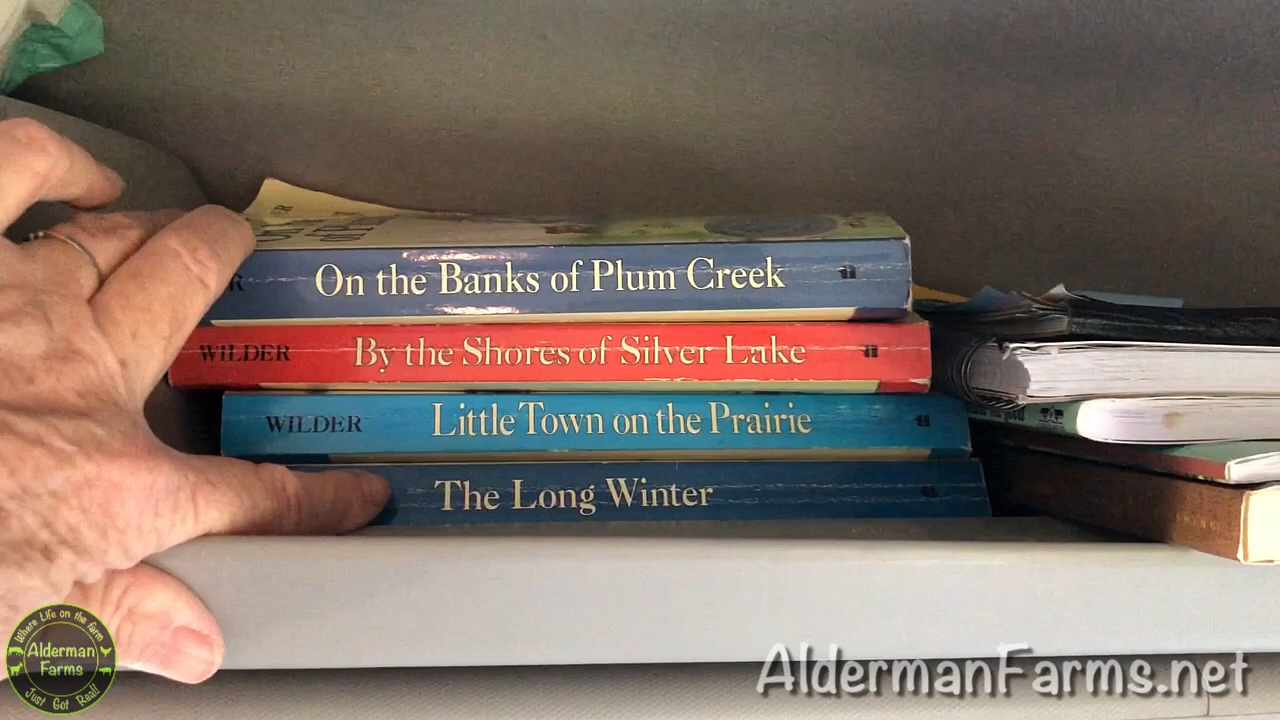 On the Banks of Plum Creek
WILDER By the Shores of Silver Lake
WILDER Little Town on the Prairie
The Long Winter
Where Life on the farm
Alderman
Farms
Just Got Real!
AldermanFarms.net